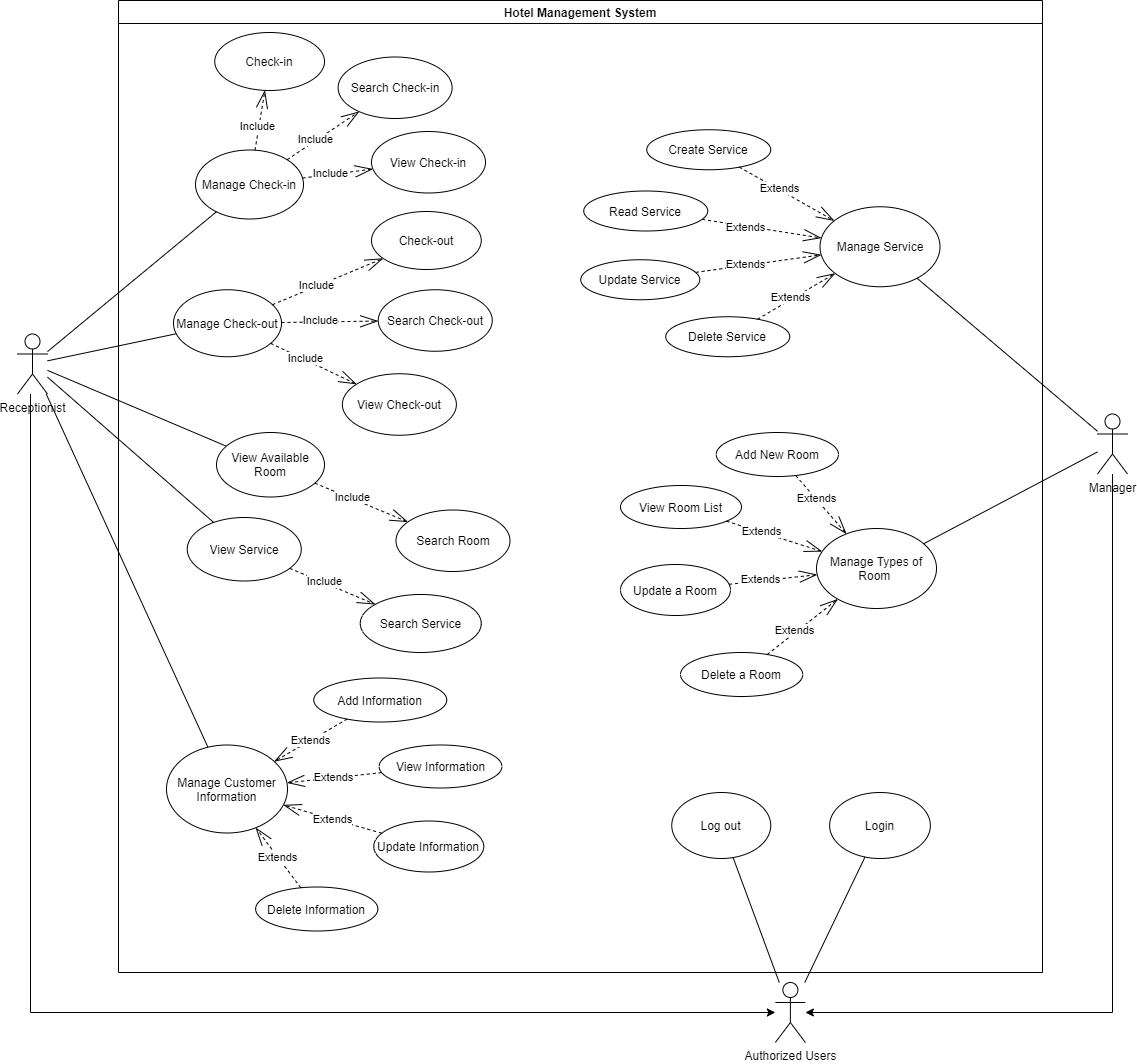 Hotel Management System
Check-in
Search Check-in
Include
Include
View Check-in
Include
Manage Check-in
Check-out
Include
Manage Check-out
Include
Search Check-out
Include
View Check-out
Receptionist
View Available
Room
Include
Search Room
View Service
Include
Search Service
Add Information
Extends
Manage Customer
Information
View Information
Extends
Extends
Update Information
Extends
Delete Information
Create Service
Extends
Read Service
Extends
Manage Service
Update Service
Extends
Extends
Delete Service
Add New Room
Extends
View Room List
Extends
Manage Types of
Room
Update a Room
Extends
Extends
Delete a Room
Manager
Log out
Login
Authorized Users